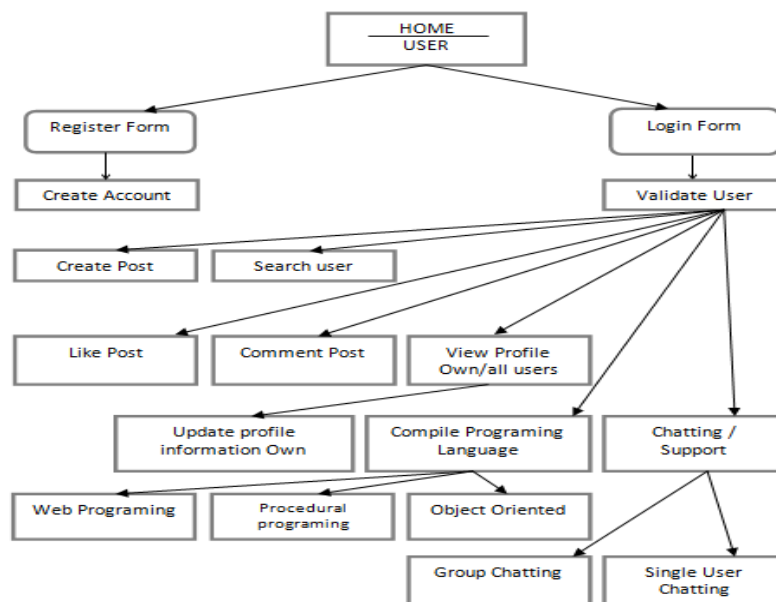 HOME
USER
Register Form
Login Form
Create Account
Validate User
Create Post
Search user
Like Post
Comment Post
View Profile
Own/all users
Update profile
information Own
Compile Programing
Language
Chatting /
Support
Web Programing
Procedural
programing
Object Oriented
Group Chatting
Single User
Chatting